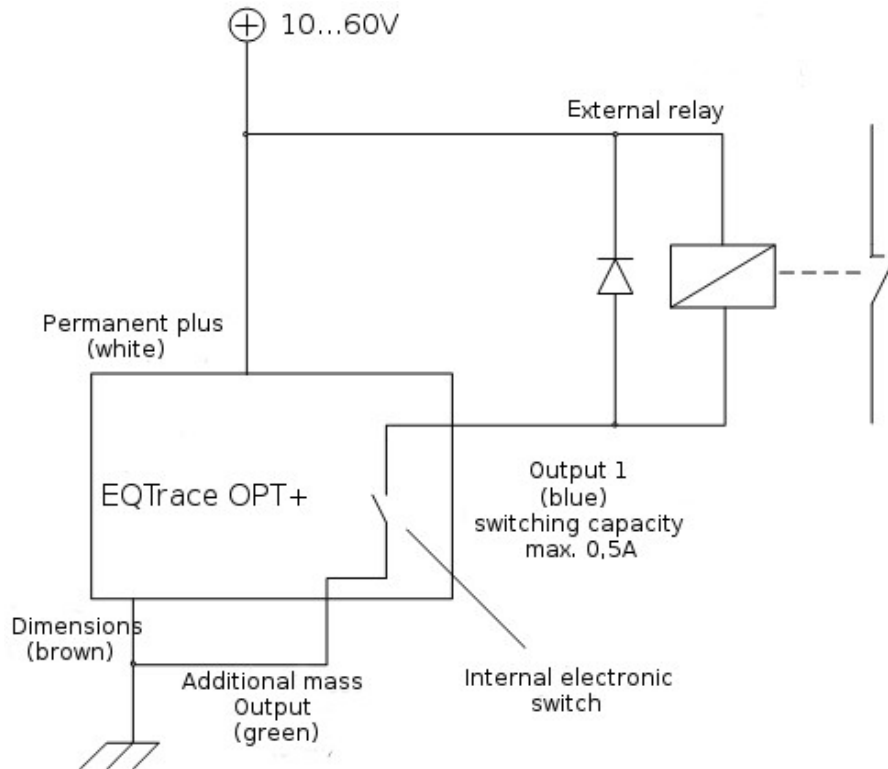 10...60V
External relay
Permanent plus
(white)
EQTrace OPT+
Output 1
(blue)
switching capacity
max. 0,5A
Dimensions
(brown)
Additional mass
Output
(green)
Internal electronic
switch